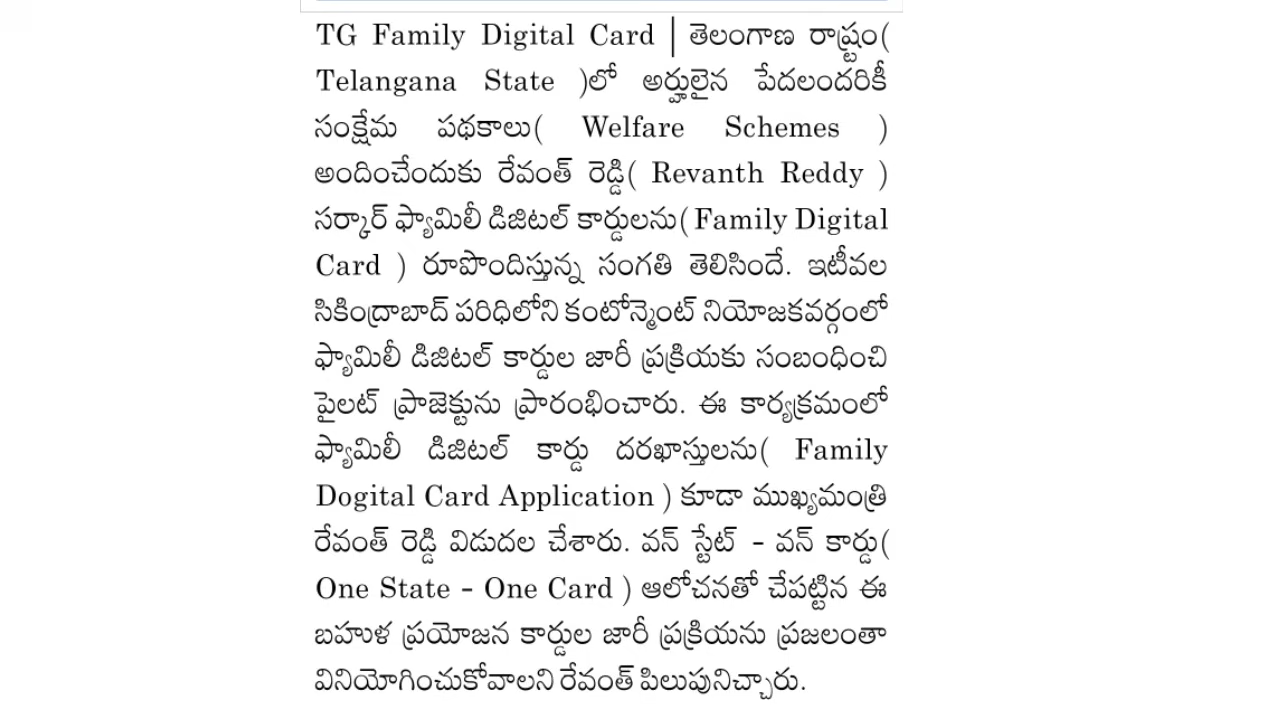 TG Family Digital Card | తెలంగాణ రాష్ట్రం(
Telangana State )లో అర్హులైన పేదలందరికీ
సంక్షేమ పథకాలు( Welfare Schemes )
అందించేందుకు రేవంత్ రెడ్డి( Revanth Reddy )
సర్కార్ ఫ్యామిలీ డిజిటల్ కార్డులను( Family Digital
Card ) రూపొందిస్తున్న సంగతి తెలిసిందే. ఇటీవల
సికింద్రాబాద్ పరిధిలోని కంటోన్మెంట్ నియోజకవర్గంలో
ఫ్యామిలీ డిజిటల్ కార్డుల జారీ ప్రక్రియకు సంబంధించి
పైలట్ ప్రాజెక్టును ప్రారంభించారు. ఈ కార్యక్రమంలో
ఫ్యామిలీ డిజిటల్ కార్డు దరఖాస్తులను( Family
Dogital Card Application ) కూడా ముఖ్యమంత్రి
రేవంత్ రెడ్డి విడుదల చేశారు. వన్ స్టేట్ - వన్ కార్డు(
One State - One Card ) ఆలోచనతో చేపట్టిన ఈ
బహుళ ప్రయోజన కార్డుల జారీ ప్రక్రియను ప్రజలంతా
వినియోగించుకోవాలని రేవంత్ పిలుపునిచ్చారు.